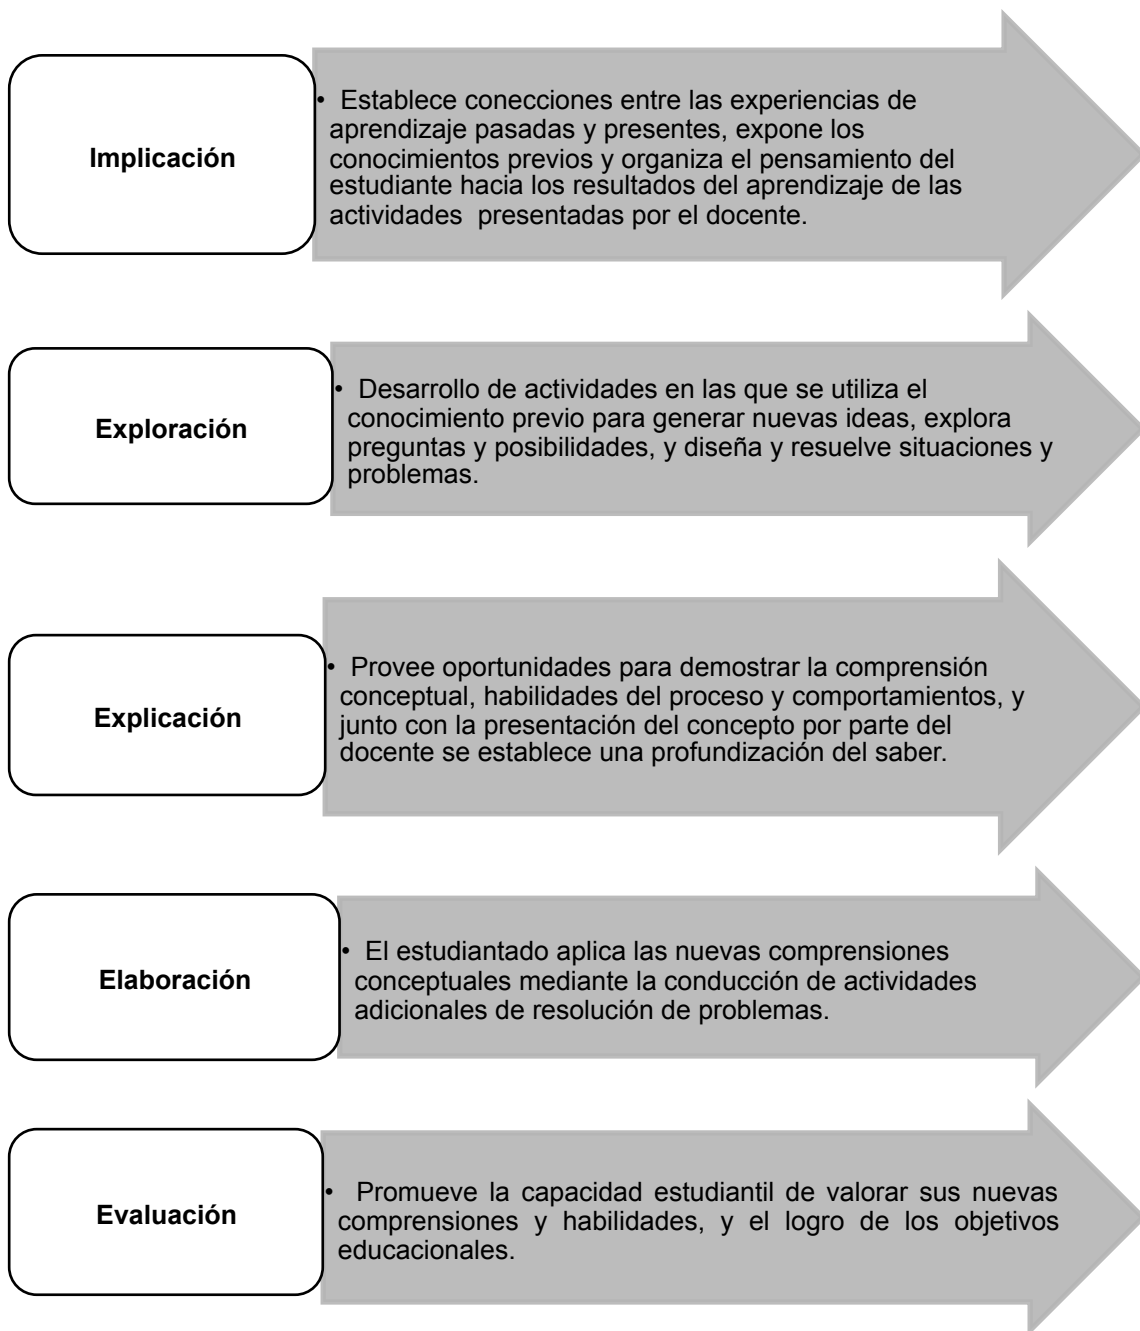 Implicación
• Establece conecciones entre las experiencias de
aprendizaje pasadas y presentes, expone los
conocimientos previos y organiza el pensamiento del
estudiante hacia los resultados del aprendizaje de las
actividades presentadas por el docente.
Exploración
• Desarrollo de actividades en las que se utiliza el
conocimiento previo para generar nuevas ideas, explora
preguntas y posibilidades, y diseña y resuelve situaciones y
problemas.
Explicación
• Provee oportunidades para demostrar la comprensión
conceptual, habilidades del proceso y comportamientos, y
junto con la presentación del concepto por parte del
docente se establece una profundización del saber.
Elaboración
• El estudiantado aplica las nuevas comprensiones
conceptuales mediante la conducción de actividades
adicionales de resolución de problemas.
Evaluación
• Promueve la capacidad estudiantil de valorar sus nuevas
comprensiones y habilidades, y el logro de los objetivos
educacionales.